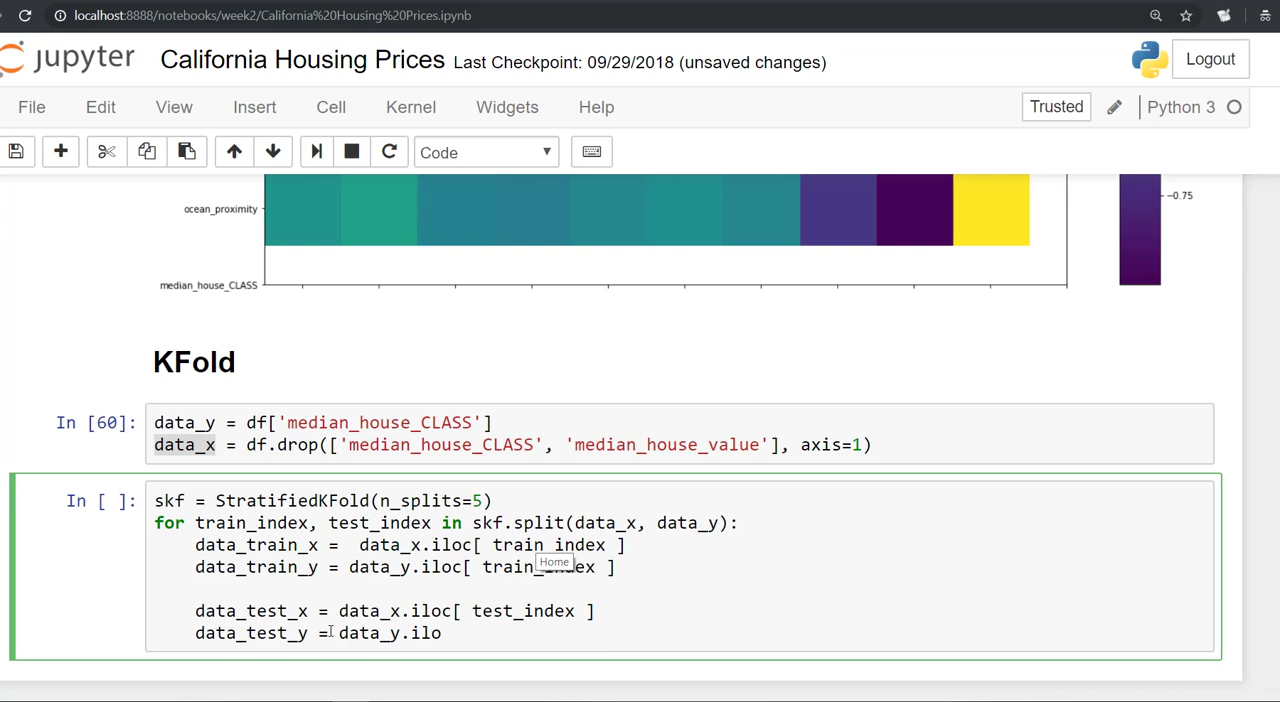 localhost:8888/notebooks/week2/California%20Housing%20Prices.ipynb
jupyter California Housing Prices Last Checkpoint: 09/29/2018 (unsaved changes) Logout
File Edit View Insert Cell Kernel Widgets Help Trusted Python 3
Code
ocean_proximity
−0.75
median_house_CLASS
KFold
In [60]: data_y = df['median_house_CLASS']
data_x = df.drop(['median_house_CLASS', 'median_house_value'], axis=1)
In [ ]: skf = StratifiedKFold(n_splits=5)
for train_index, test_index in skf.split(data_x, data_y):
data_train_x =  data_x.iloc[ train_index ]
Home
data_train_y = data_y.iloc[ train_index ]
data_test_x = data_x.iloc[ test_index ]
data_test_y = data_y.ilo